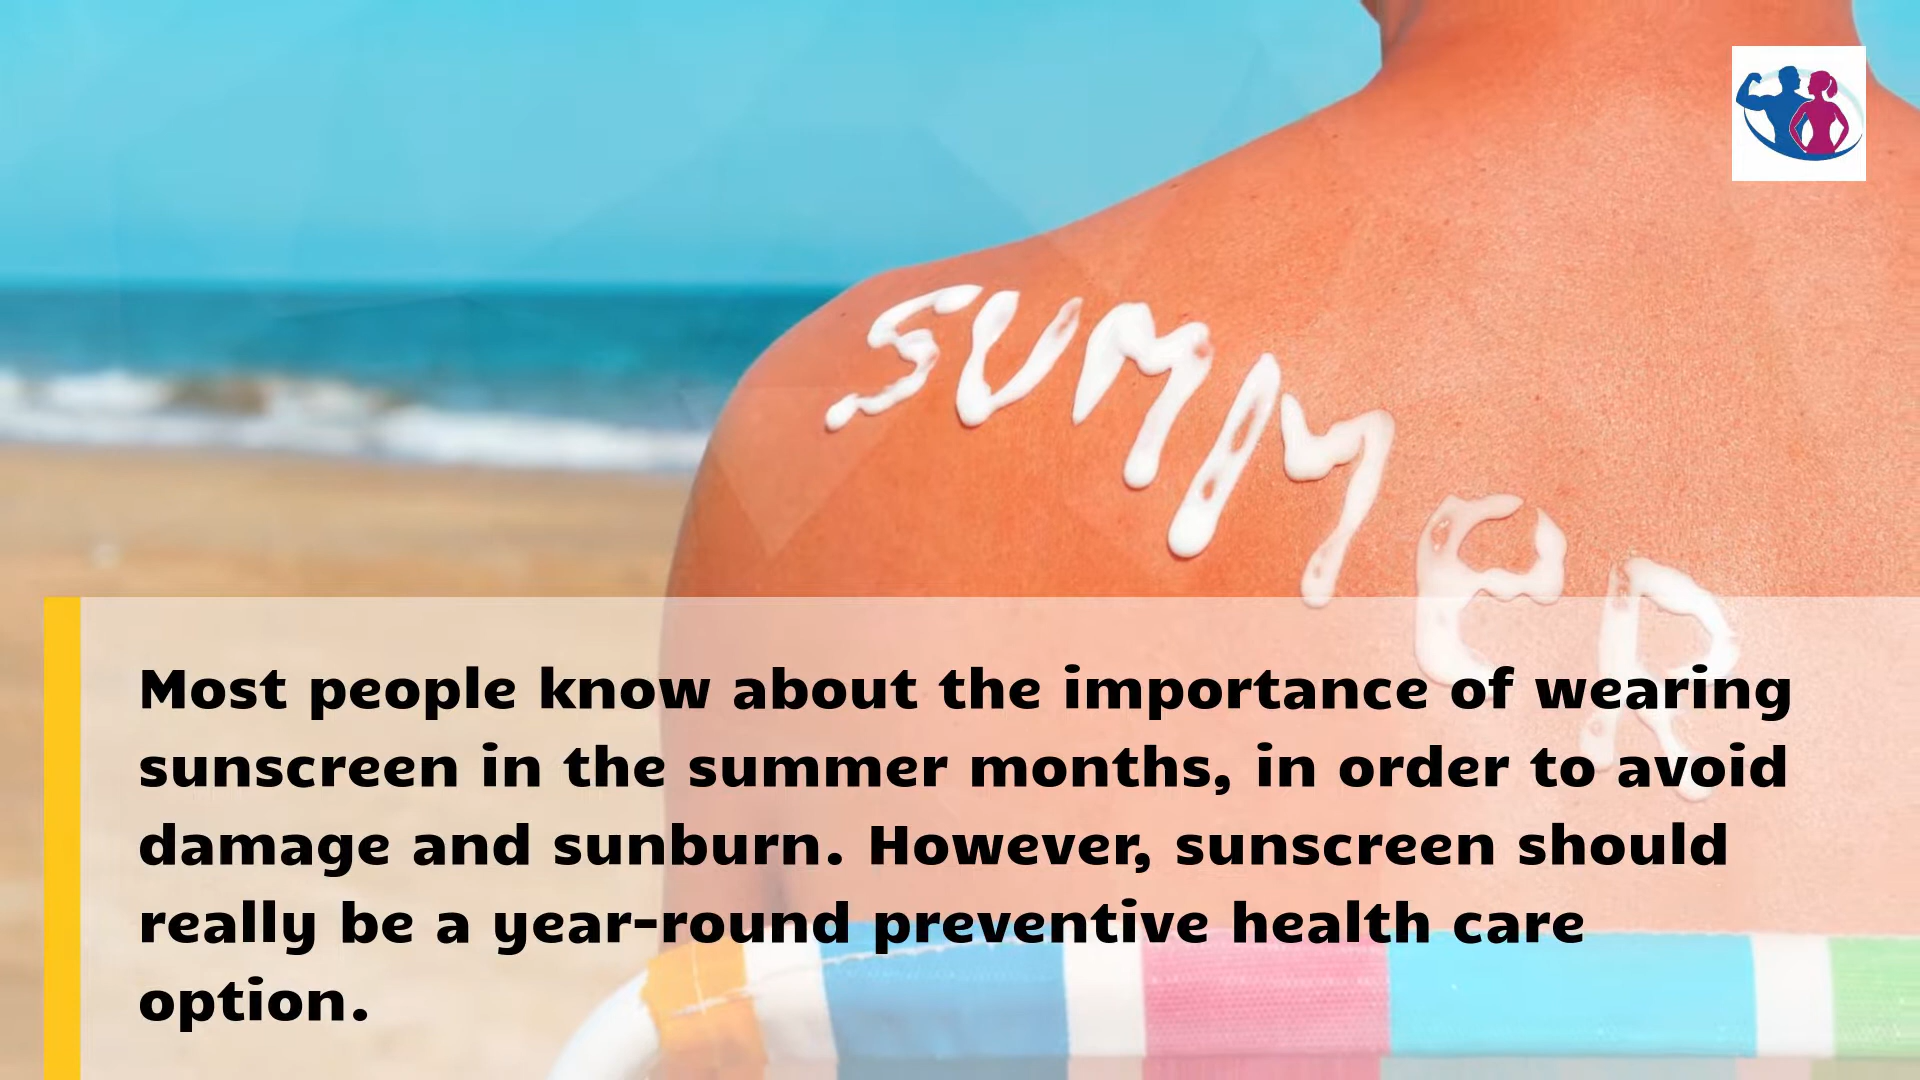 SUMMER
Most people know about the importance of wearing
sunscreen in the summer months, in order to avoid
damage and sunburn. However, sunscreen should
really be a year-round preventive health care
option.